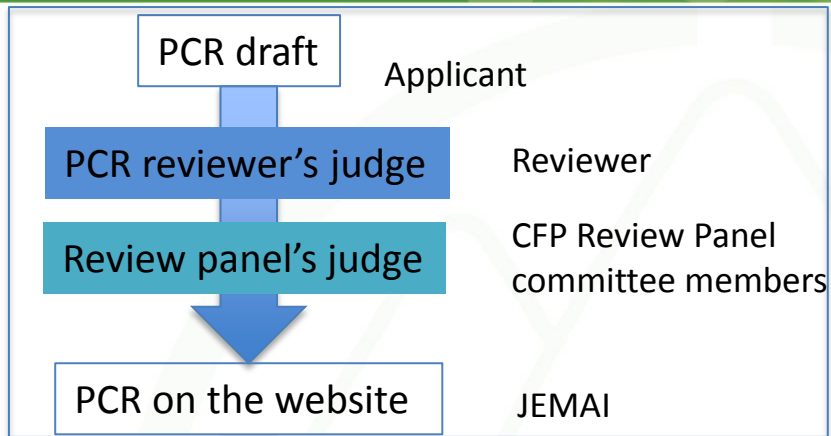 PCR draft
Applicant
PCR reviewer's judge
Reviewer
Review panel's judge
CFP Review Panel
committee members
PCR on the website
JEMAI